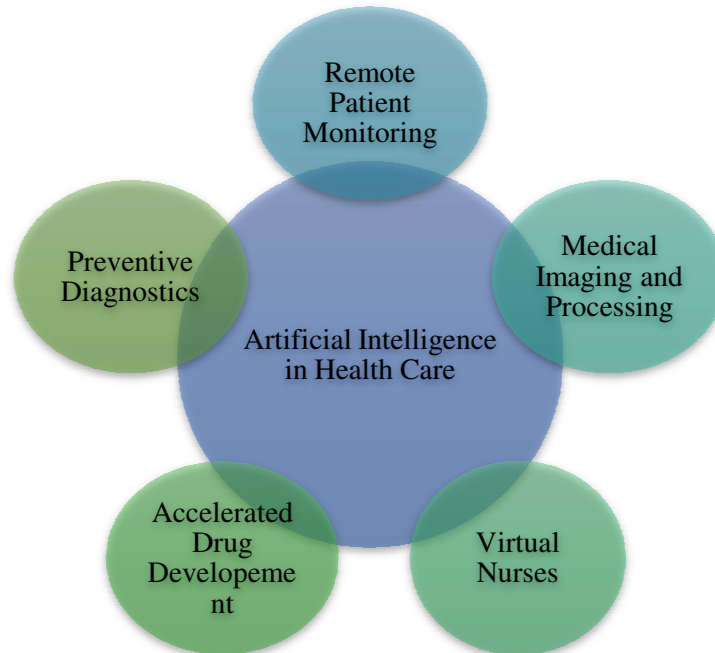 Remote
Patient
Monitoring
Medical
Imaging and
Processing
Virtual
Nurses
Accelerated
Drug
Developeme
nt
Preventive
Diagnostics
Artificial Intelligence
in Health Care